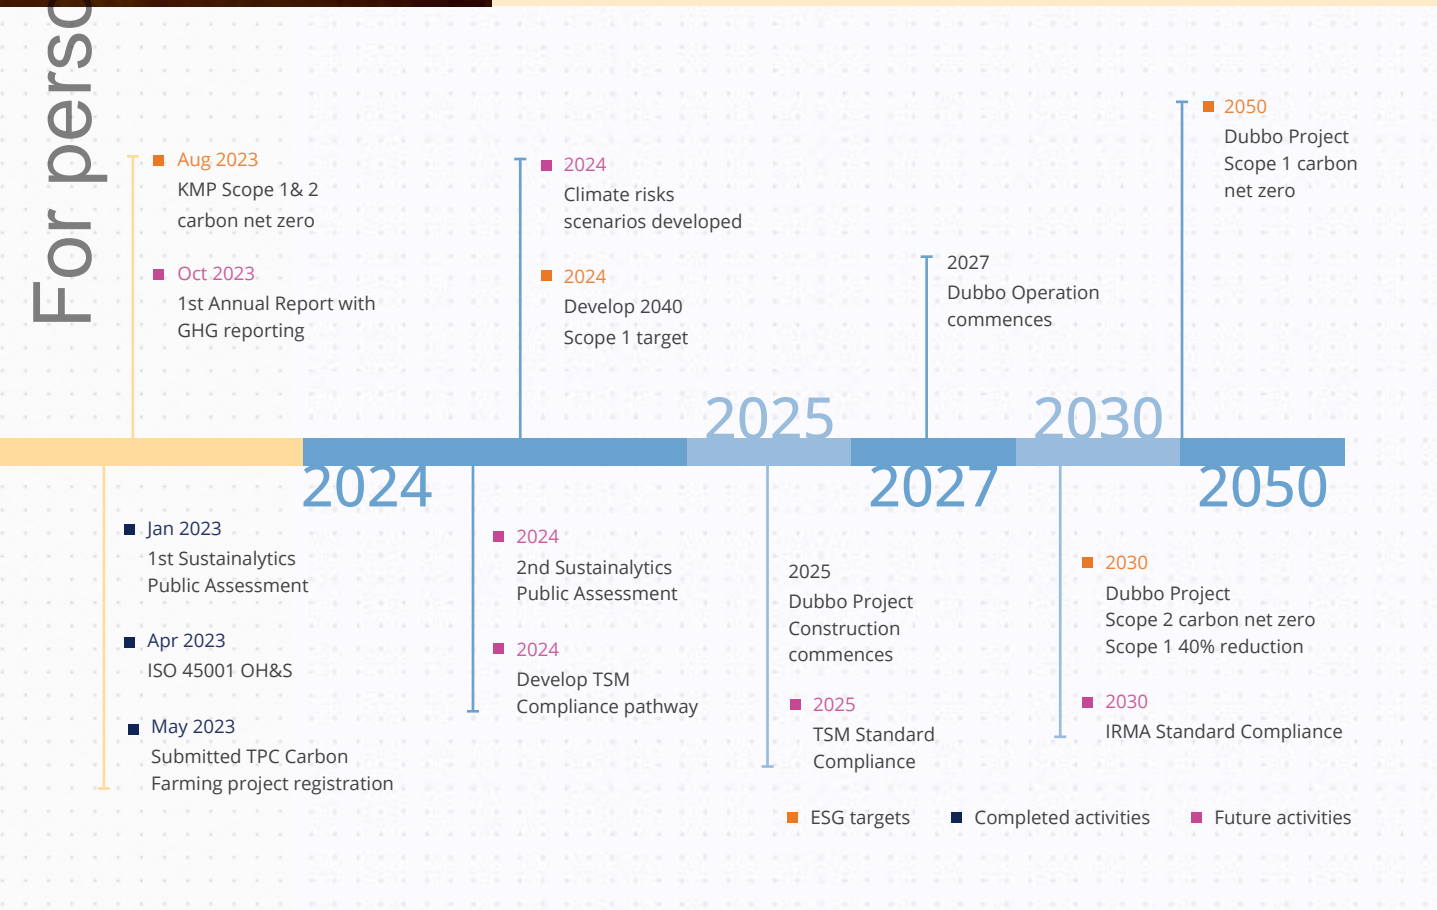 For perso
Aug 2023
KMP Scope 1& 2
carbon net zero
Oct 2023
1st Annual Report with
GHG reporting
2024
Climate risks
scenarios developed
2024
Develop 2040
Scope 1 target
2027
Dubbo Operation
commences
2050
Dubbo Project
Scope 1 carbon
net zero
2025
2030
2024
2027
2050
Jan 2023
1st Sustainalytics
Public Assessment
Apr 2023
ISO 45001 OH&S
May 2023
Submitted TPC Carbon
Farming project registration
2024
2nd Sustainalytics
Public Assessment
2024
Develop TSM
Compliance pathway
2025
Dubbo Project
Construction
commences
2025
TSM Standard
Compliance
2030
Dubbo Project
Scope 2 carbon net zero
Scope 1 40% reduction
2030
IRMA Standard Compliance
ESG targets
Completed activities
Future activities